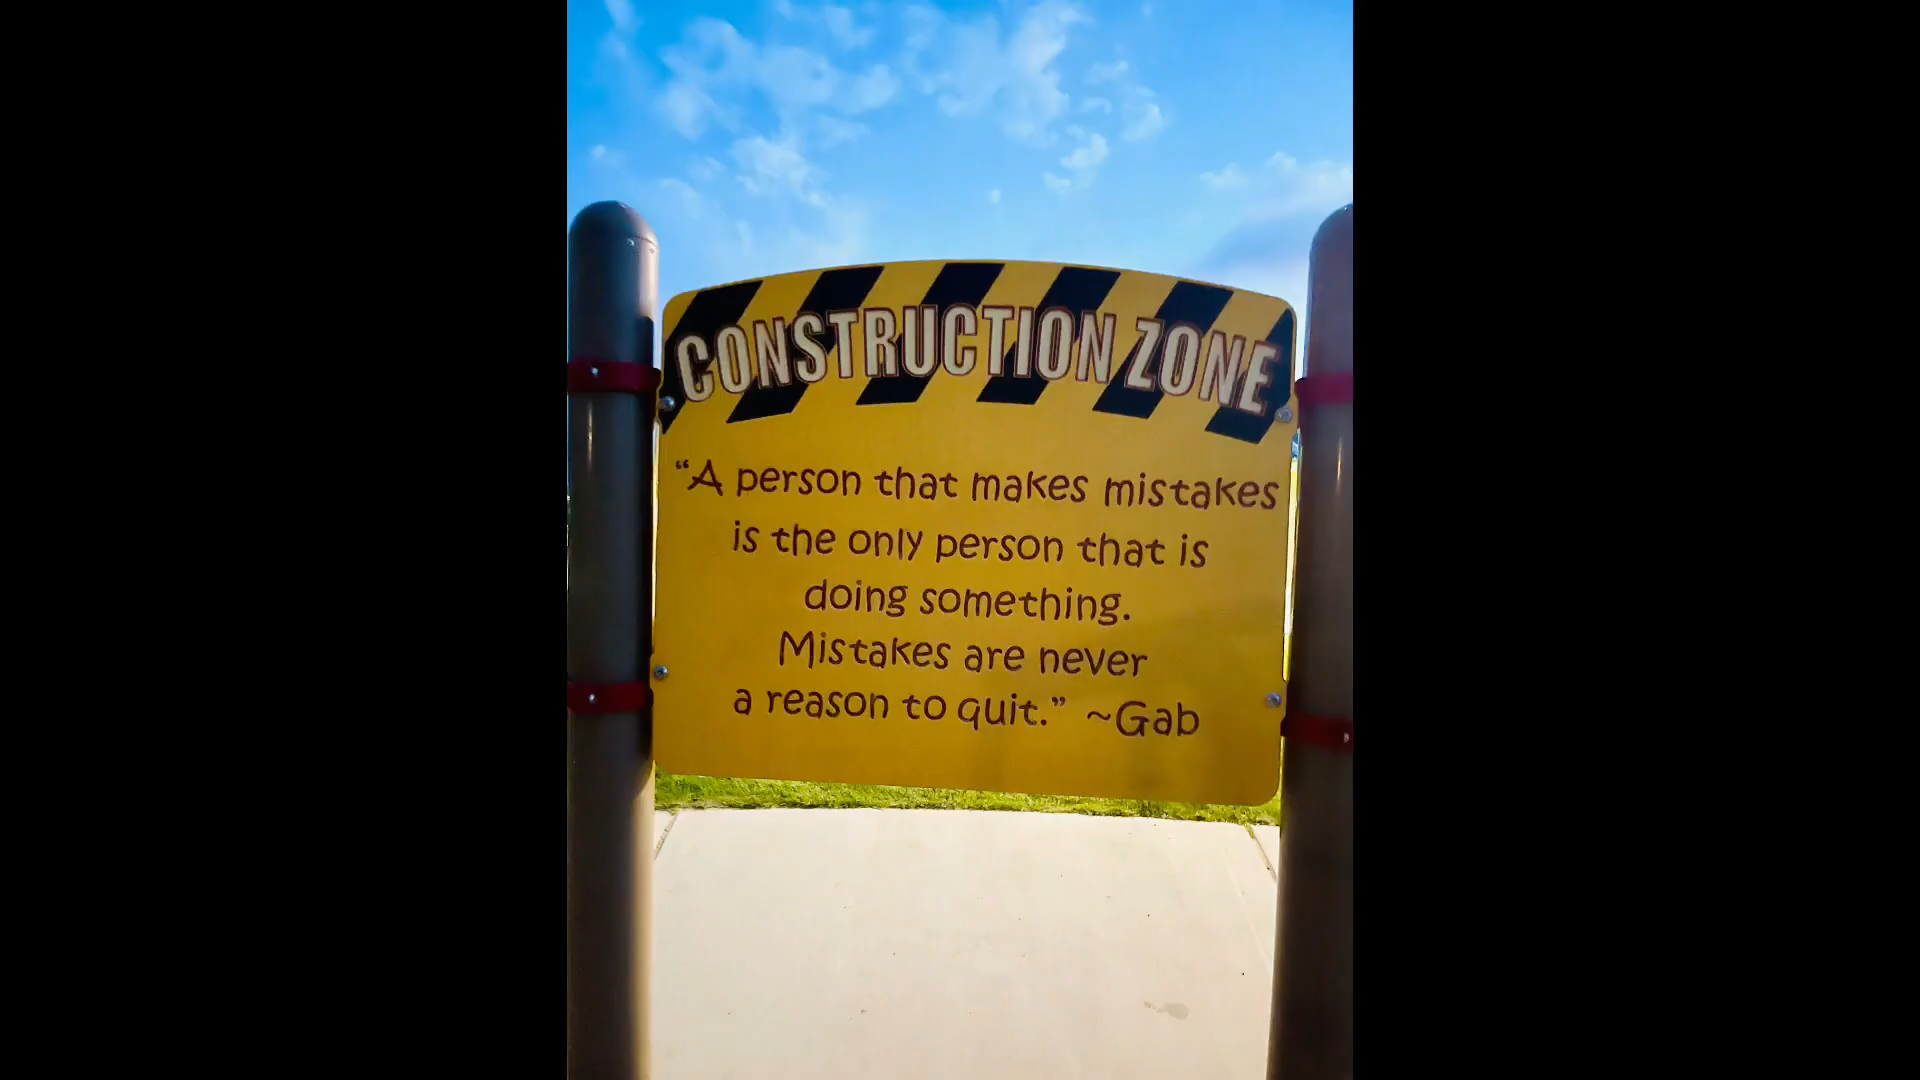 CONSTRUCTION ZONE
“A person that makes mistakes
is the only person that is
doing something.
Mistakes are never
a reason to quit.” ~Gab